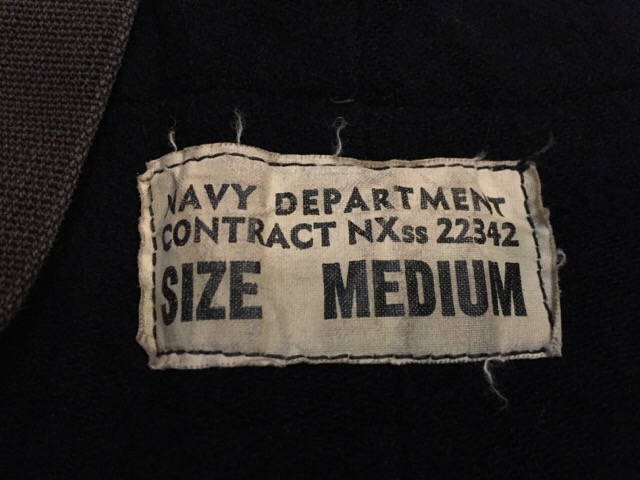 NAVY DEPARTMENT
CONTRACT NXss 22342
SIZE MEDIUM